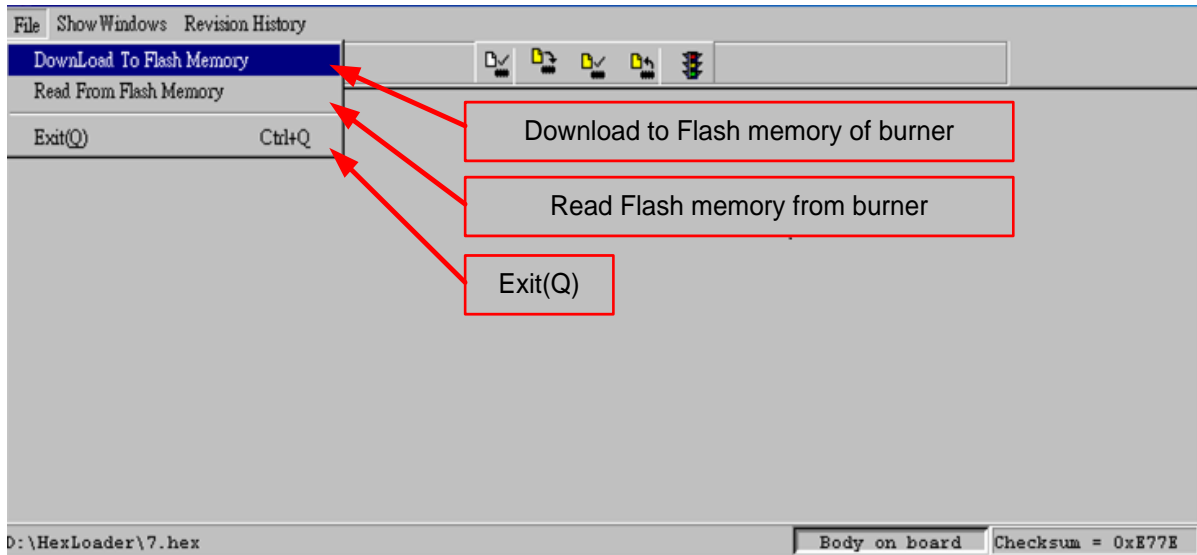 File Show Windows Revision History
DownLoad To Flash Memory
Read From Flash Memory
Exit(Q) Ctrl+Q
Download to Flash memory of burner
Read Flash memory from burner
Exit(Q)
D:\HexLoader\7.hex Body on board Checksum = 0xE77E